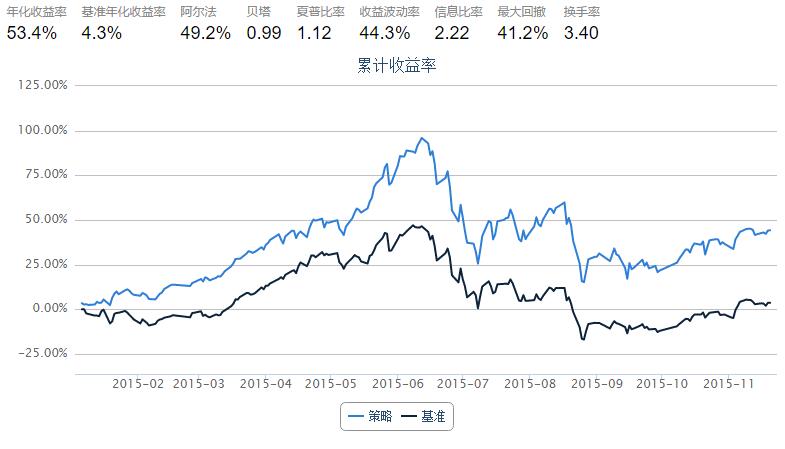 年化收益率 基准年化收益率 阿尔法 贝塔 夏普比率 收益波动率 信息比率 最大回撤 换手率
53.4% 4.3% 49.2% 0.99 1.12 44.3% 2.22 41.2% 3.40
累计收益率
125.00%
100.00%
75.00%
50.00%
25.00%
0.00%
-25.00%
2015-02 2015-03 2015-04 2015-05 2015-06 2015-07 2015-08 2015-09 2015-10 2015-11
策略 基准